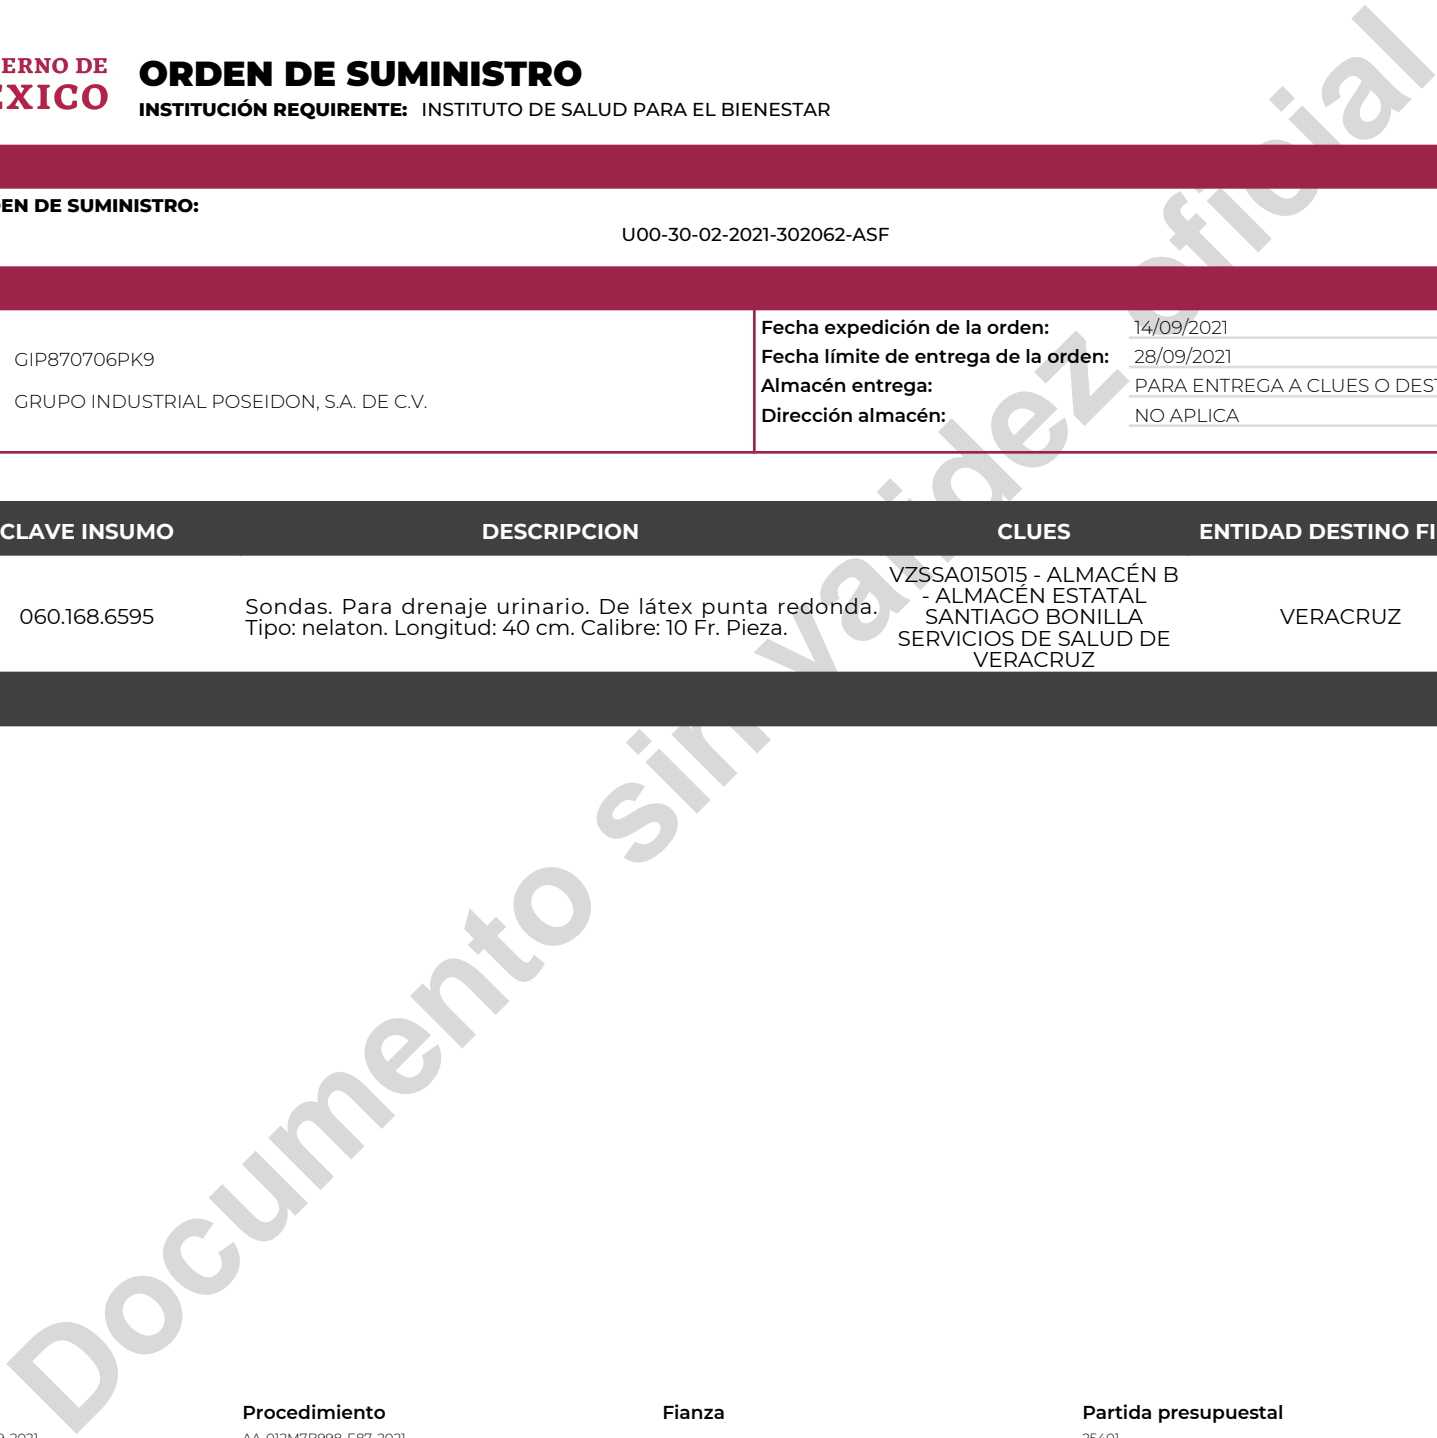 ERNO DE
EXICO
ORDEN DE SUMINISTRO
INSTITUCIÓN REQUIRENTE: INSTITUTO DE SALUD PARA EL BIENESTAR
EN DE SUMINISTRO:
U00-30-02-2021-302062-ASF
GIP870706PK9
GRUPO INDUSTRIAL POSEIDON, S.A. DE C.V.
Fecha expedición de la orden: 14/09/2021
Fecha límite de entrega de la orden: 28/09/2021
Almacén entrega: PARA ENTREGA A CLUES O DEST
Dirección almacén: NO APLICA
CLAVE INSUMO DESCRIPCION CLUES ENTIDAD DESTINO FI
060.168.6595
Sondas. Para drenaje urinario. De látex punta redonda.
Tipo: nelaton. Longitud: 40 cm. Calibre: 10 Fr. Pieza.
VZSSA015015 - ALMACÉN B
- ALMACÉN ESTATAL
SANTIAGO BONILLA
SERVICIOS DE SALUD DE
VERACRUZ
VERACRUZ
Documento sin validez oficial
Procedimiento Fianza Partida presupuestal